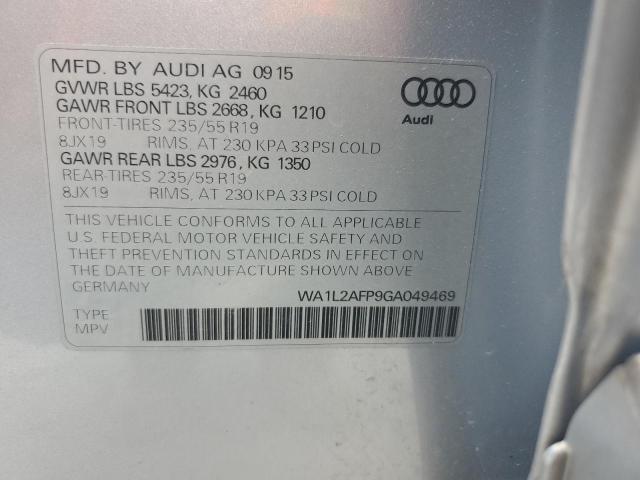 MFD. BY AUDI AG 09 15
GVWR LBS 5423, KG 2460
GAWR FRONT LBS 2668, KG 1210
FRONT-TIRES 235/55 R19
8JX19 RIMS, AT 230 KPA 33 PSI COLD
GAWR REAR LBS 2976, KG 1350
REAR-TIRES 235/55 R19
8JX19 RIMS, AT 230 KPA 33 PSI COLD
Audi
THIS VEHICLE CONFORMS TO ALL APPLICABLE
U.S. FEDERAL MOTOR VEHICLE SAFETY AND
THEFT PREVENTION STANDARDS IN EFFECT ON
THE DATE OF MANUFACTURE SHOWN ABOVE
GERMANY
WA1L2AFP9GA049469
TYPE
MPV